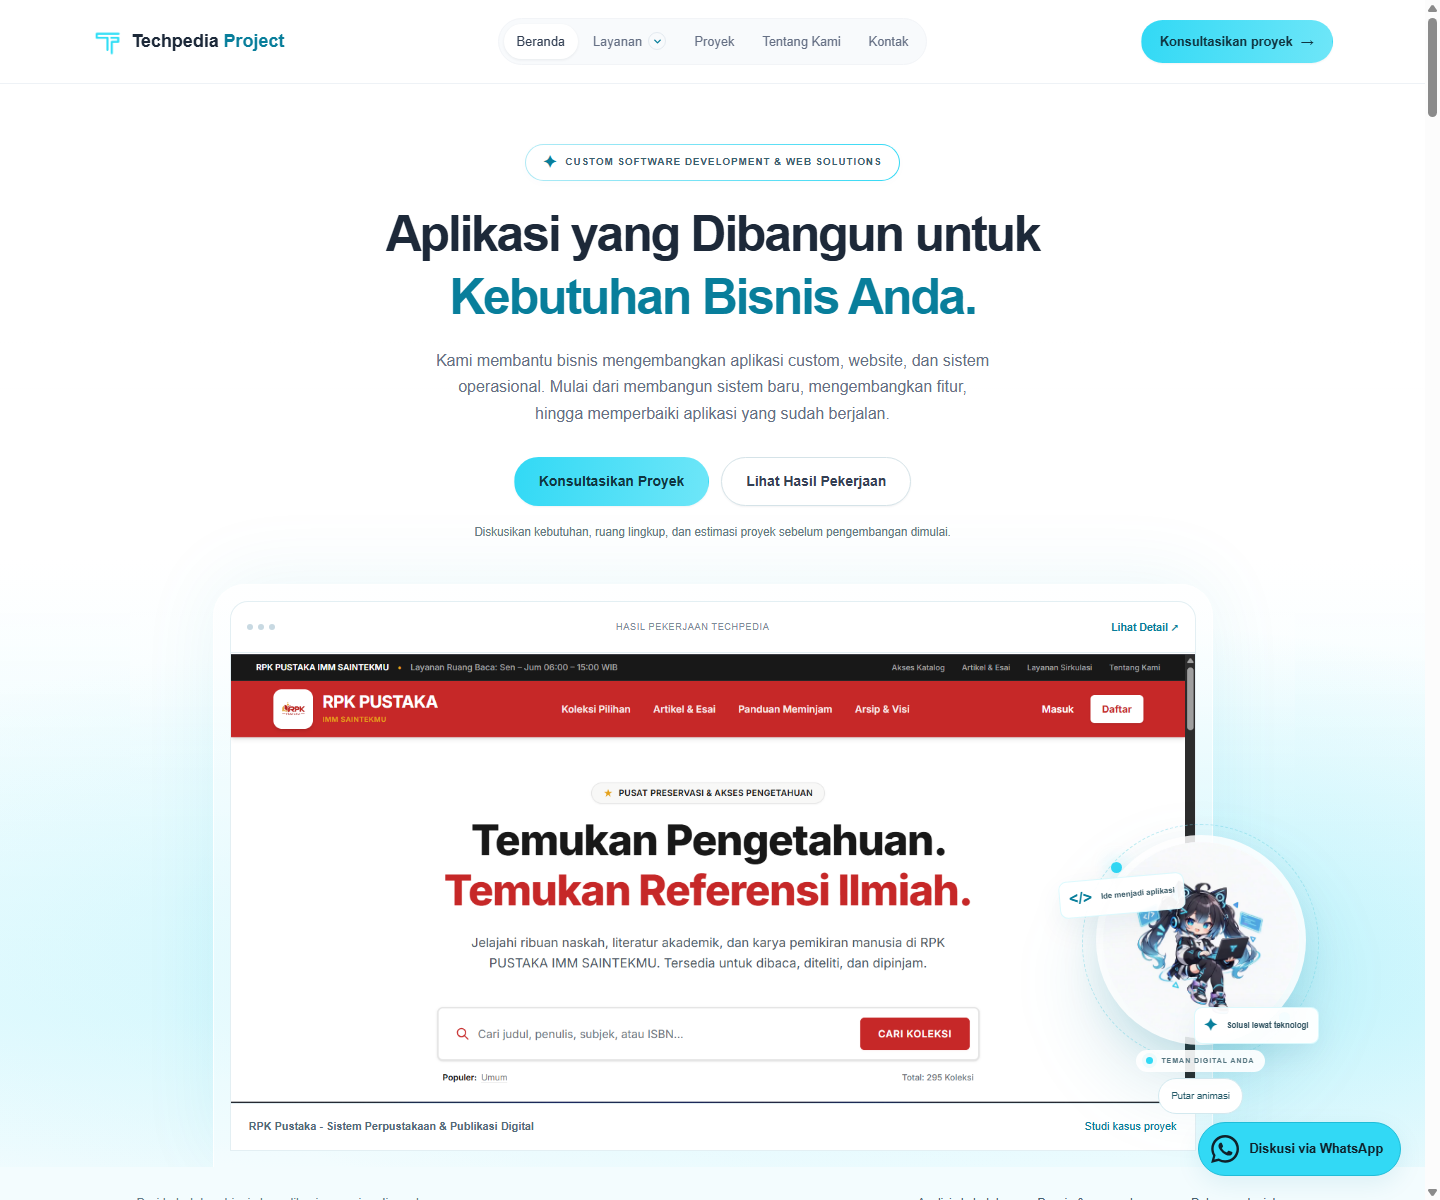 Techpedia Project
Beranda
Layanan
Proyek
Tentang Kami
Kontak
Konsultasikan proyek →
CUSTOM SOFTWARE DEVELOPMENT & WEB SOLUTIONS
Aplikasi yang Dibangun untuk
Kebutuhan Bisnis Anda.
Kami membantu bisnis mengembangkan aplikasi custom, website, dan sistem
operasional. Mulai dari membangun sistem baru, mengembangkan fitur,
hingga memperbaiki aplikasi yang sudah berjalan.
Konsultasikan Proyek
Lihat Hasil Pekerjaan
Diskusikan kebutuhan, ruang lingkup, dan estimasi proyek sebelum pengembangan dimulai.
HASIL PEKERJAAN TECHPEDIA
Lihat Detail ↗
RPK PUSTAKA IMM SAINTEKMU • Layanan Ruang Baca: Sen – Jum 06:00 – 15:00 WIB
Akses Katalog
Artikel & Esai
Layanan Sirkulasi
Tentang Kami
RPK PUSTAKA
IMM SAINTEKMU
Koleksi Pilihan
Artikel & Esai
Panduan Meminjam
Arsip & Visi
Masuk
Daftar
★ PUSAT PRESERVASI & AKSES PENGETAHUAN
Temukan Pengetahuan.
Temukan Referensi Ilmiah.
Jelajahi ribuan naskah, literatur akademik, dan karya pemikiran manusia di RPK
PUSTAKA IMM SAINTEKMU. Tersedia untuk dibaca, diteliti, dan dipinjam.
Cari judul, penulis, subjek, atau ISBN...
CARI KOLEKSI
Populer: Umum
Total: 295 Koleksi
</> Ide menjadi aplikasi
Solusi lewat teknologi
TEMAN DIGITAL ANDA
Putar animasi
RPK Pustaka - Sistem Perpustakaan & Publikasi Digital
Studi kasus proyek
Diskusi via WhatsApp